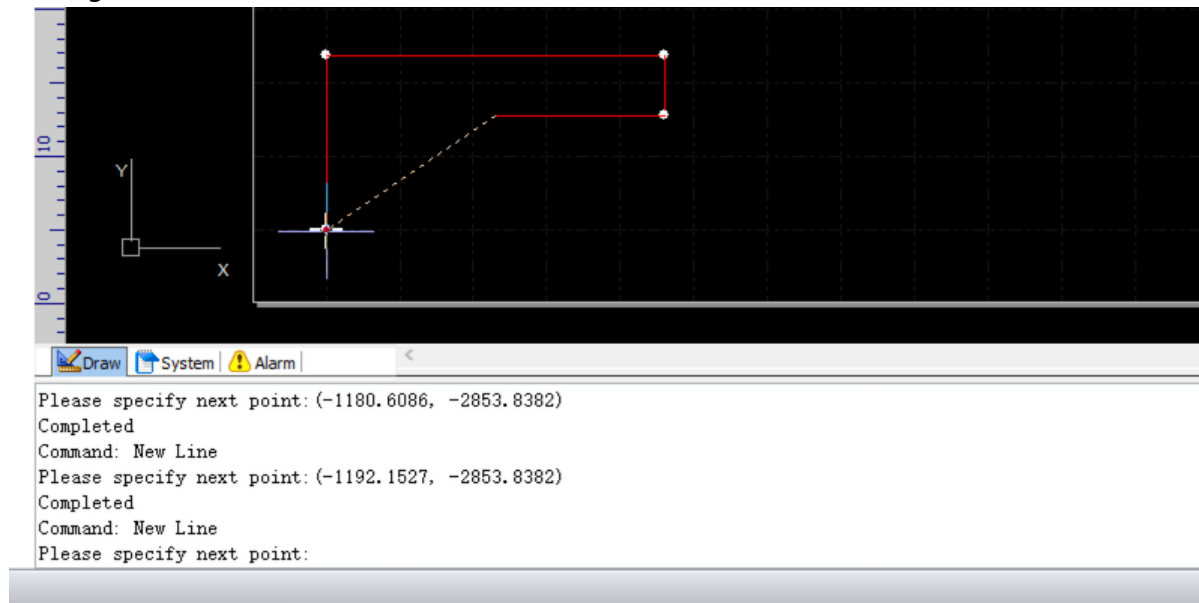 10
Y
X
0
Draw System Alarm
Please specify next point:(-1180.6086, -2853.8382)
Completed
Command: New Line
Please specify next point:(-1192.1527, -2853.8382)
Completed
Command: New Line
Please specify next point: